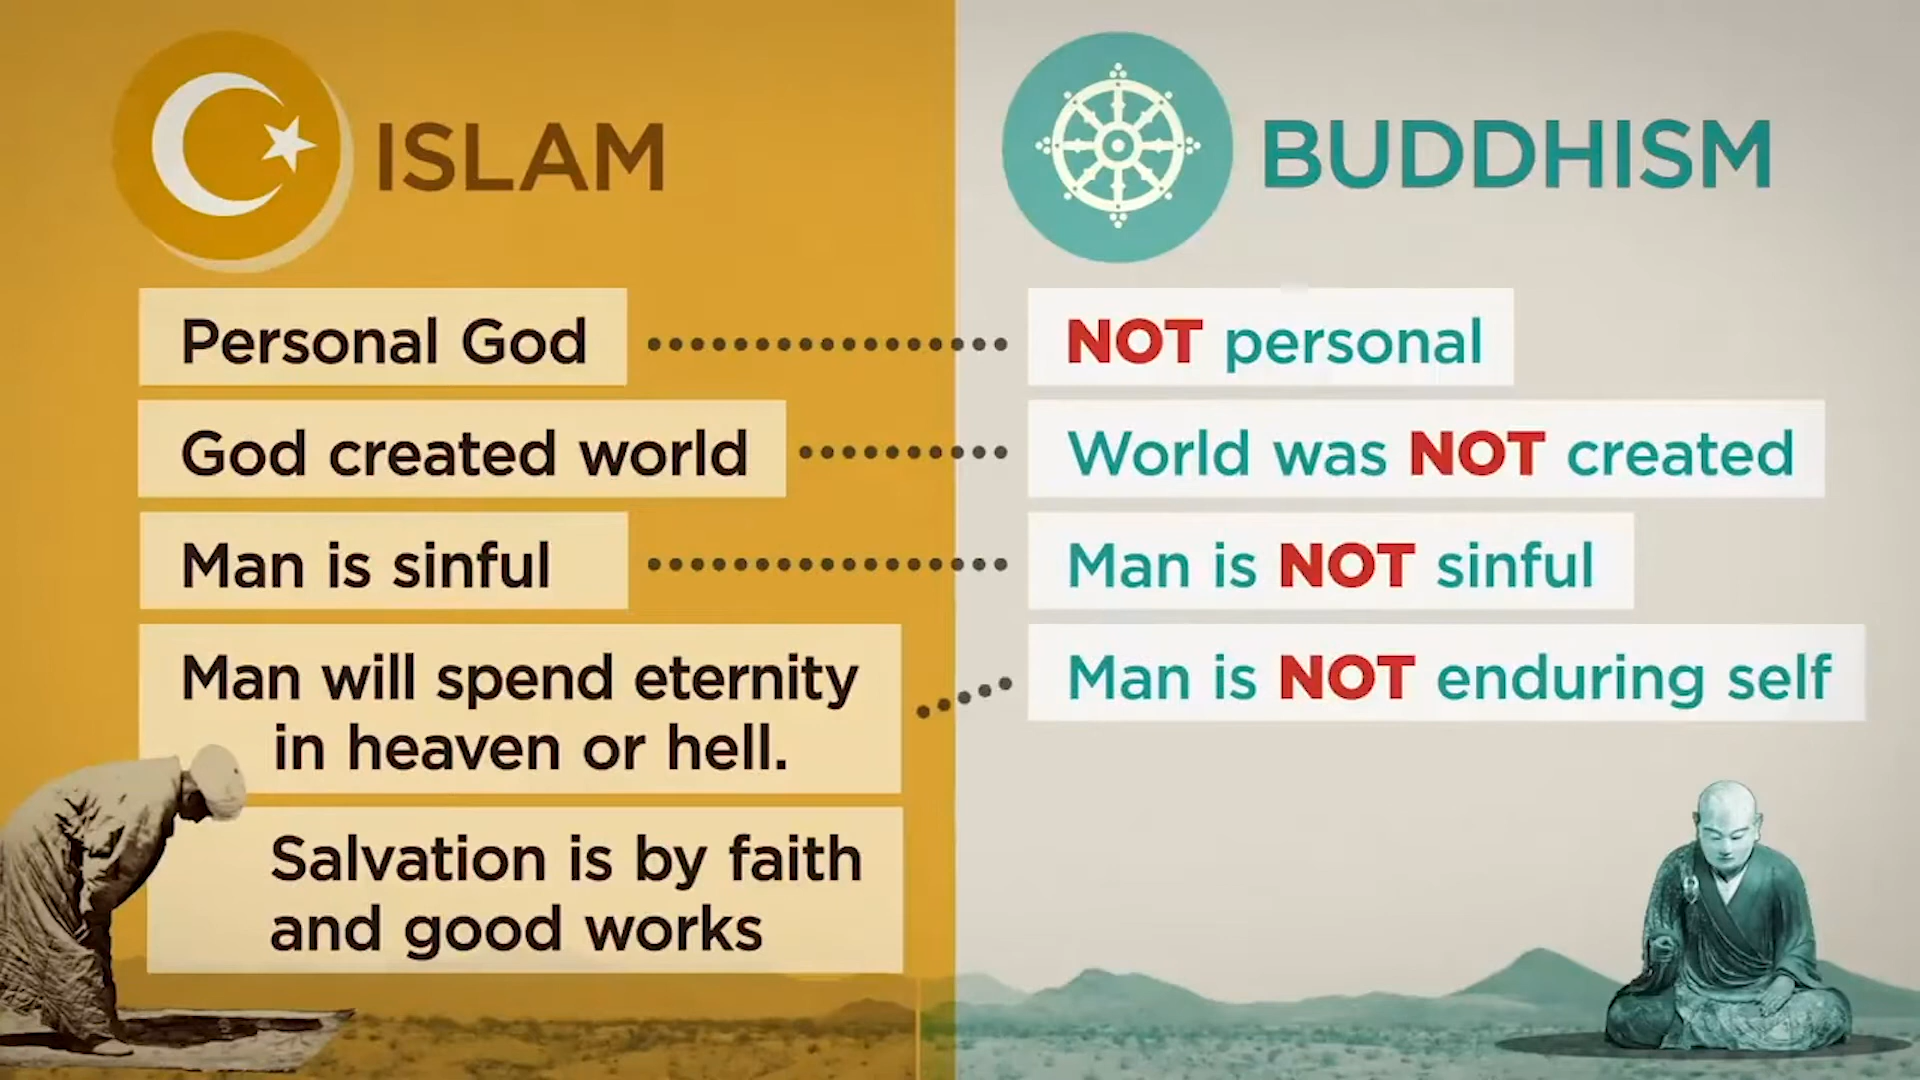 ISLAM
Personal God
God created world
Man is sinful
Man will spend eternity
in heaven or hell.
Salvation is by faith
and good works
BUDDHISM
NOT personal
World was NOT created
Man is NOT sinful
Man is NOT enduring self